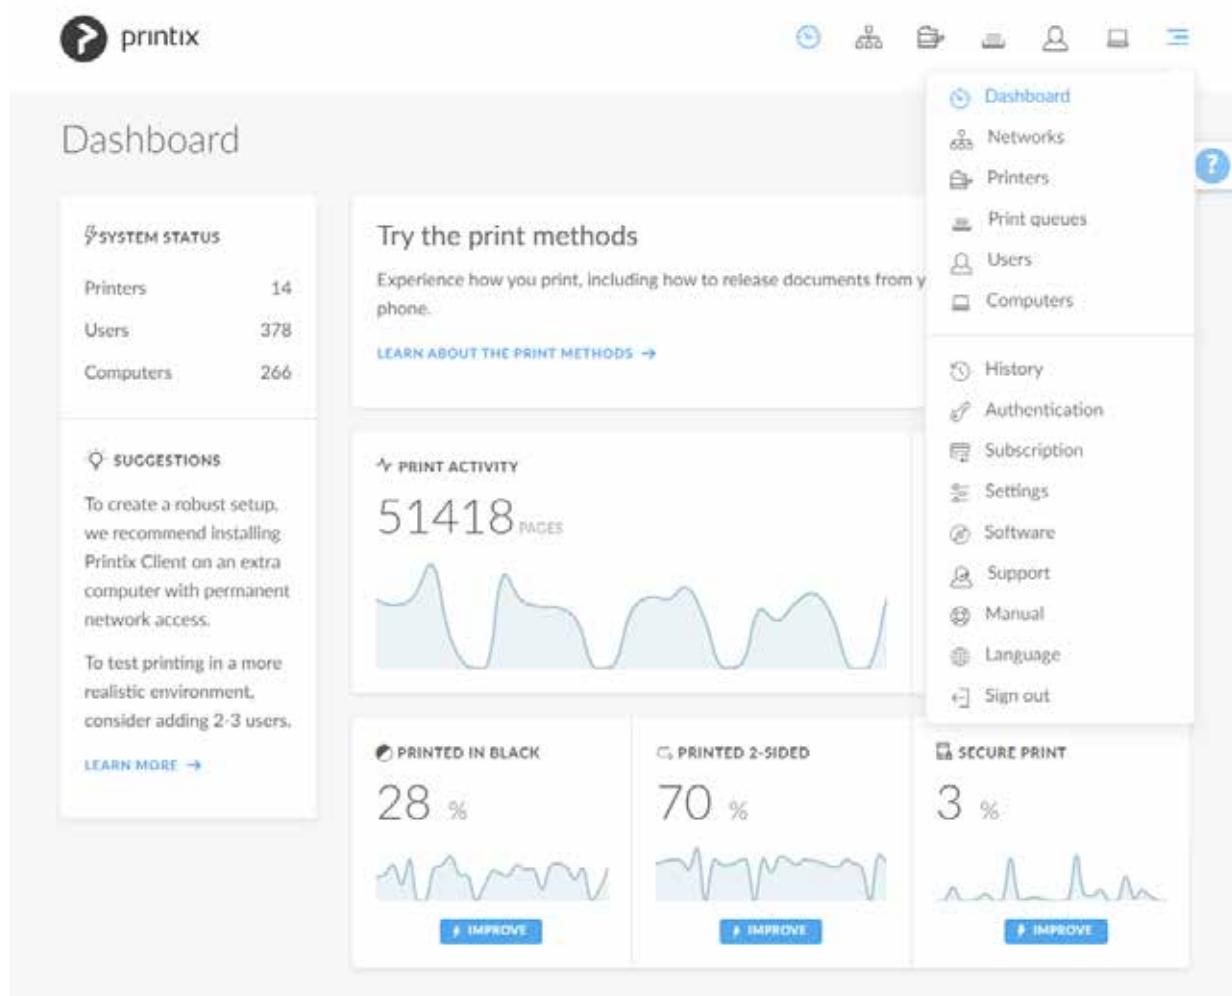 printix
Dashboard
Dashboard
Networks
Printers
Print queues
Users
Computers
History
Authentication
Subscription
Settings
Software
Support
Manual
Language
Sign out
?
SYSTEM STATUS
Printers 14
Users 378
Computers 266
SUGGESTIONS
To create a robust setup,
we recommend installing
Printix Client on an extra
computer with permanent
network access.
To test printing in a more
realistic environment,
consider adding 2-3 users.
LEARN MORE →
Try the print methods
Experience how you print, including how to release documents from y
phone.
LEARN ABOUT THE PRINT METHODS →
PRINT ACTIVITY
51418 PAGES
PRINTED IN BLACK
28 %
IMPROVE
PRINTED 2-SIDED
70 %
IMPROVE
SECURE PRINT
3 %
IMPROVE